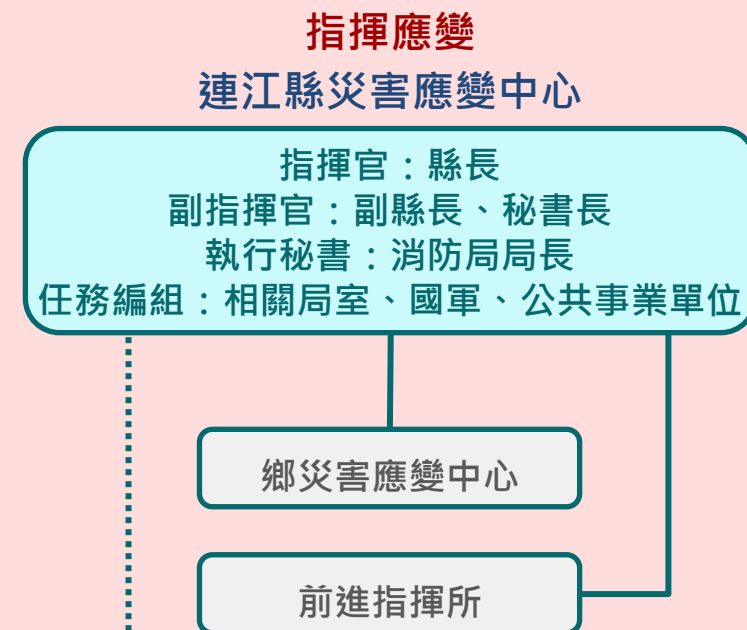 指揮應變
連江縣災害應變中心
指揮官：縣長
副指揮官：副縣長、秘書長
執行秘書：消防局局長
任務編組：相關局室、國軍、公共事業單位
鄉災害應變中心
前進指揮所